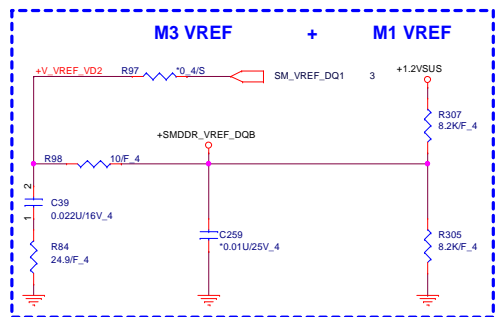 M3 VREF + M1 VREF
+V_VREF_VD2 R97 *0_4/S SM_VREF_DQ1 3 +1.2VSUS
R307
8.2K/F_4
+SMDDR_VREF_DQB
R98 10/F_4
2
C39
1
0.022U/16V_4
C259
*0.01U/25V_4
R305
8.2K/F_4
R84
24.9/F_4